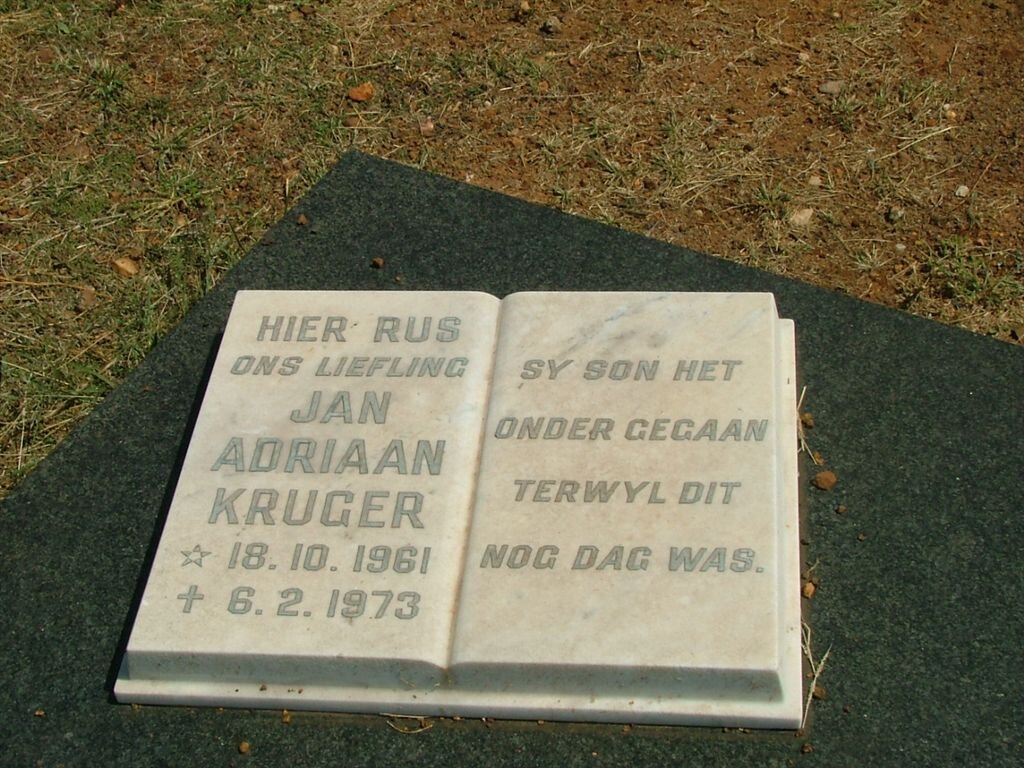 HIER RUS
ONS LIEFLING
JAN
ADRIAAN
KRUGER
☆ 18. 10. 1961
✝ 6. 2. 1973
SY SON HET
ONDER GEGAAN
TERWYL DIT
NOG DAG WAS.